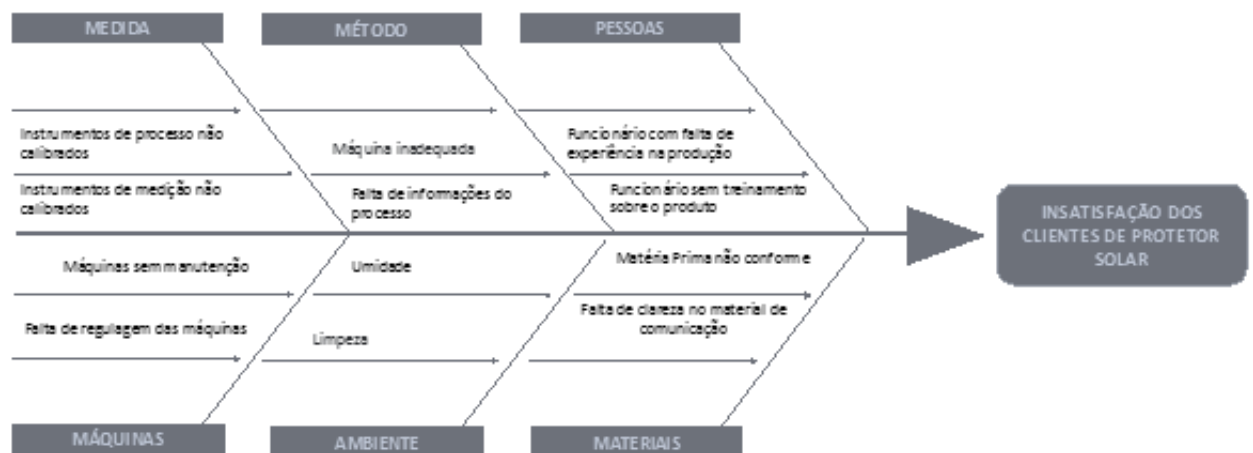 MEDIDA
MÉTODO
PESSOAS
Instrumentos de processo não
calibrados
Instrumentos de medição não
calibrados
Máquina inadequada
Falta de informações do
processo
Funcionário com falta de
experiência na produção
Funcionário sem treinamento
sobre o produto
INSATISFAÇÃO DOS
CLIENTES DE PROTETOR
SOLAR
Máquinas sem manutenção
Falta de regulagem das máquinas
Umidade
Limpeza
Matéria Prima não conforme
Falta de clareza no material de
comunicação
MÁQUINAS
AMBIENTE
MATERIAIS